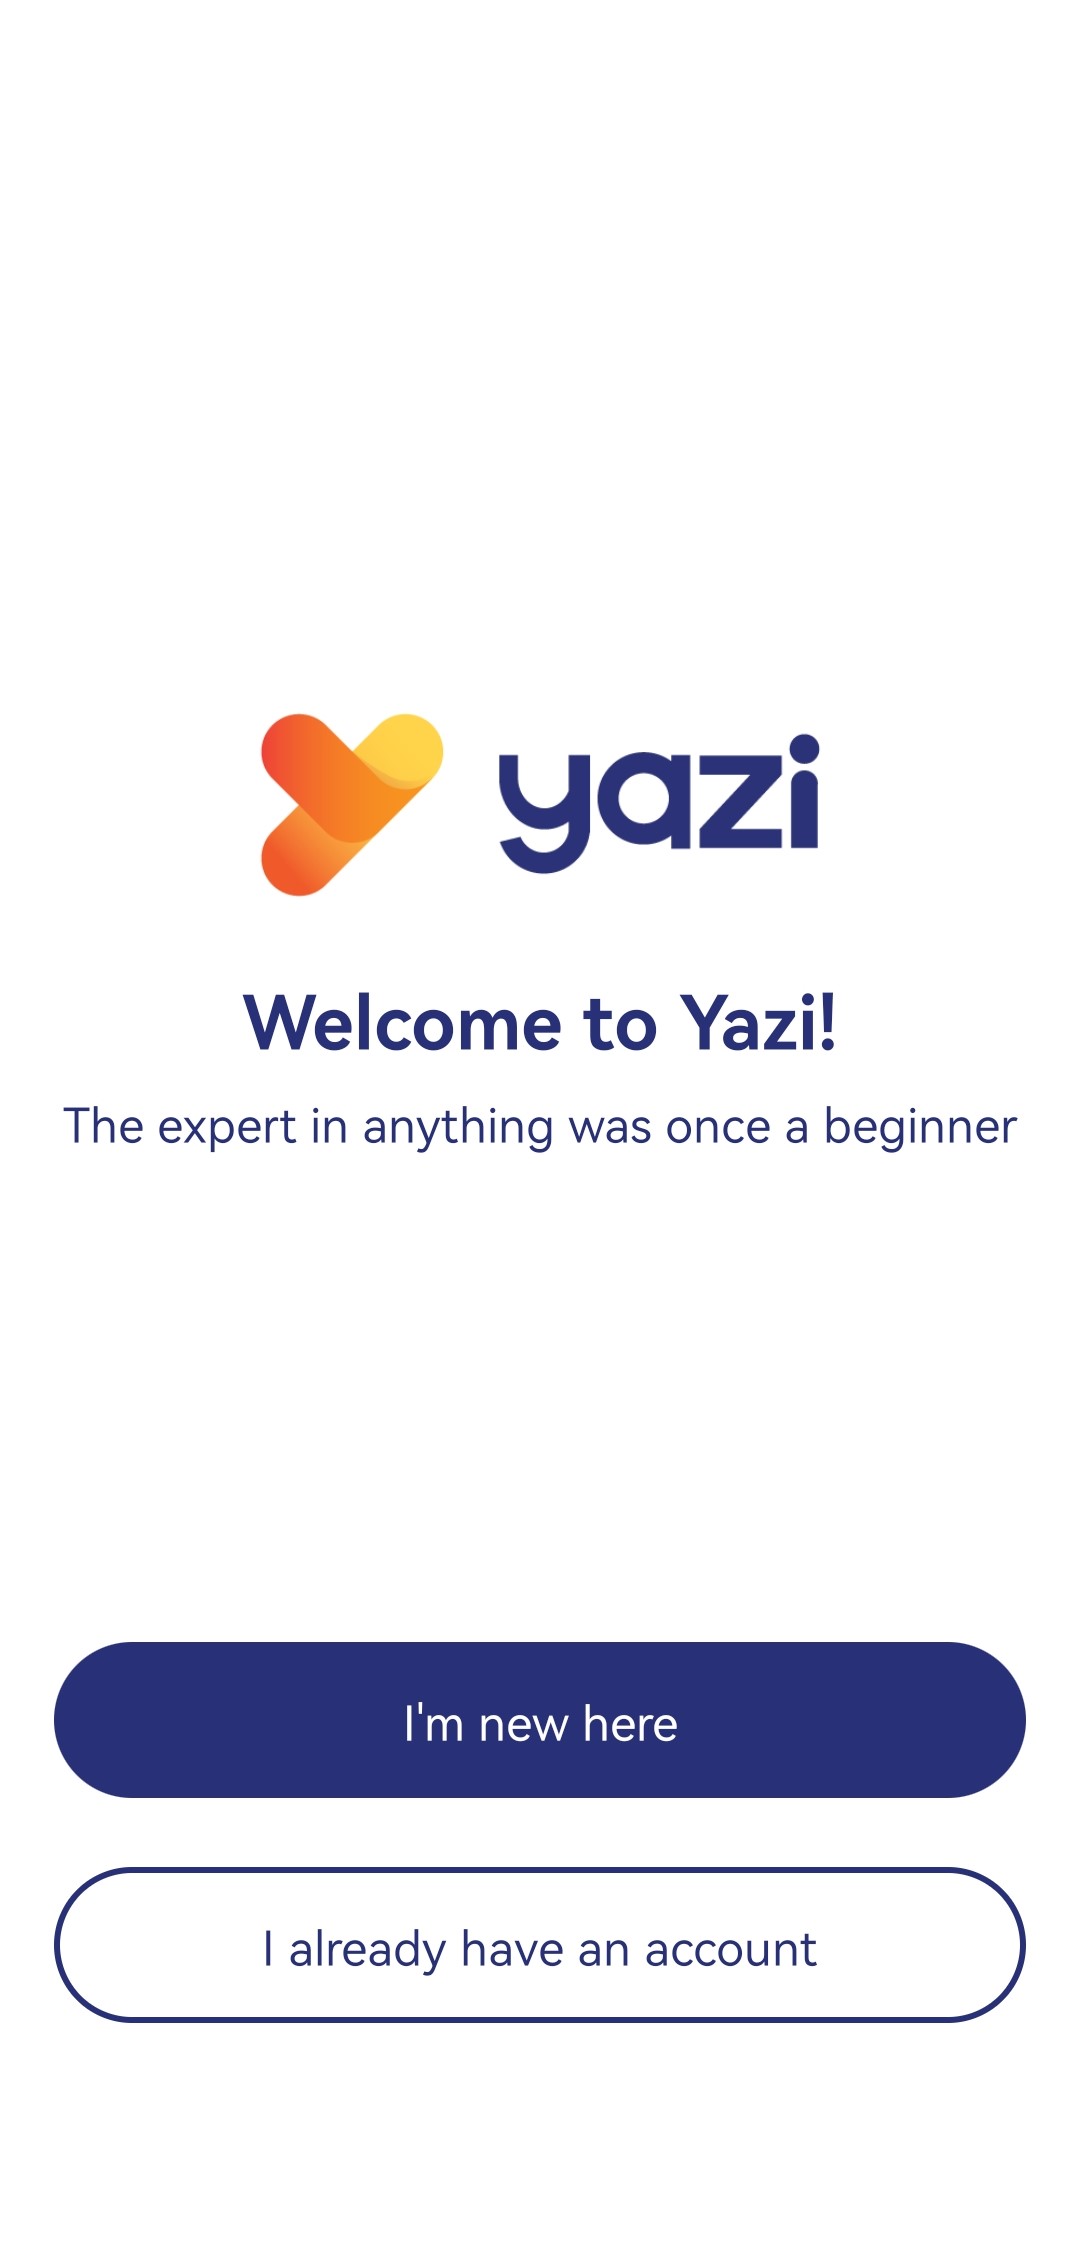 yazi
Welcome to Yazi!
The expert in anything was once a beginner
I'm new here
I already have an account